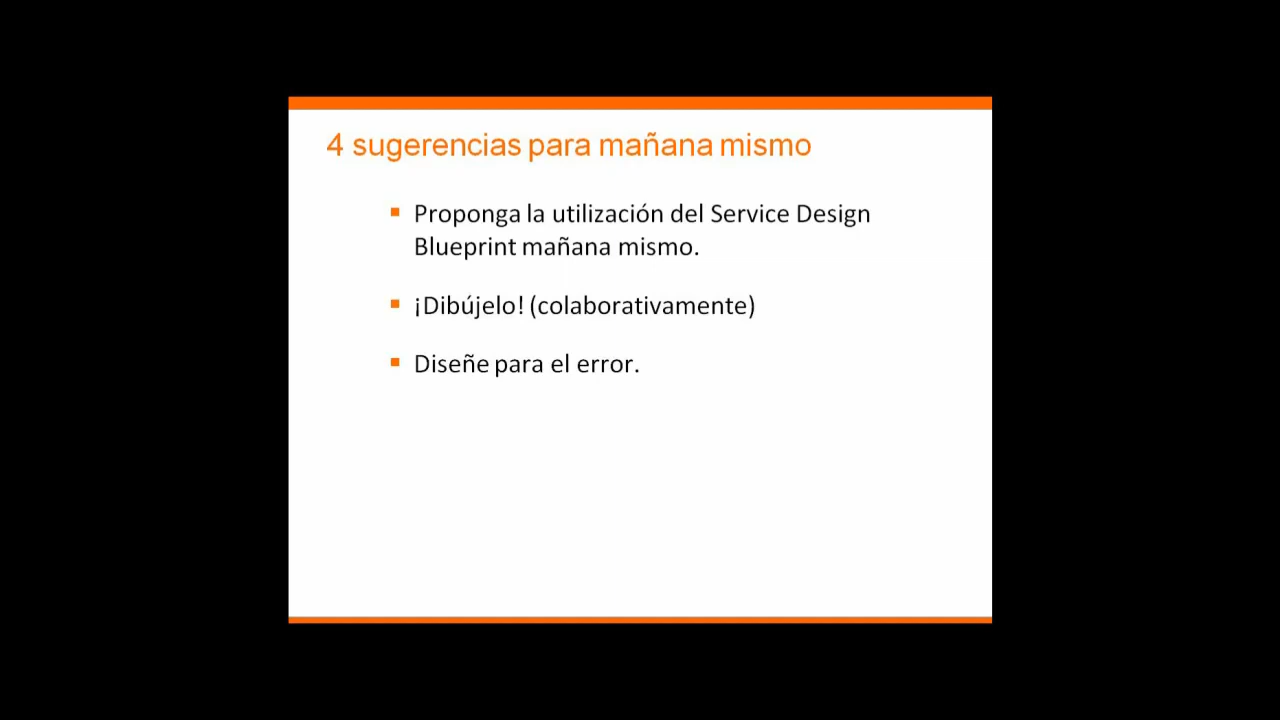 4 sugerencias para mañana mismo
Proponga la utilización del Service Design
Blueprint mañana mismo.
¡Dibújelo! (colaborativamente)
Diseñe para el error.